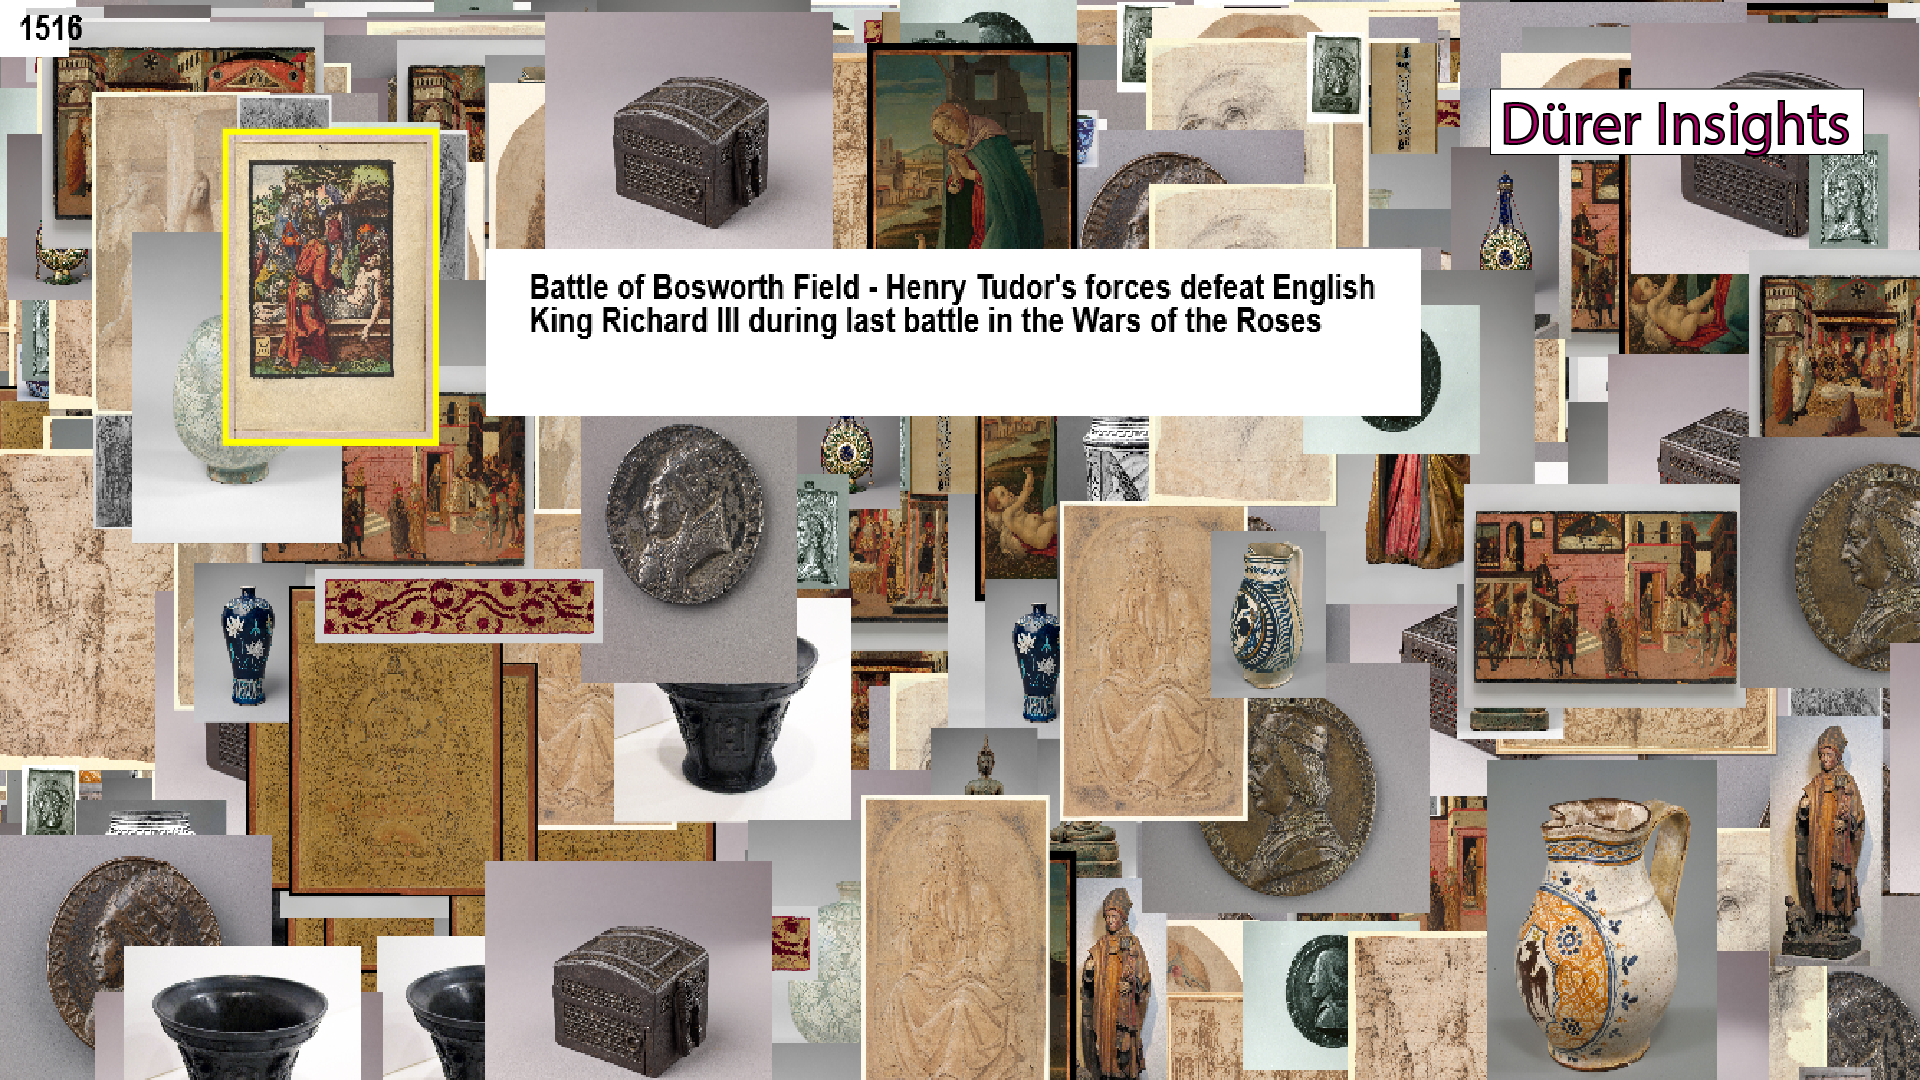 1516
Dürer Insights
Battle of Bosworth Field - Henry Tudor's forces defeat English
King Richard III during last battle in the Wars of the Roses